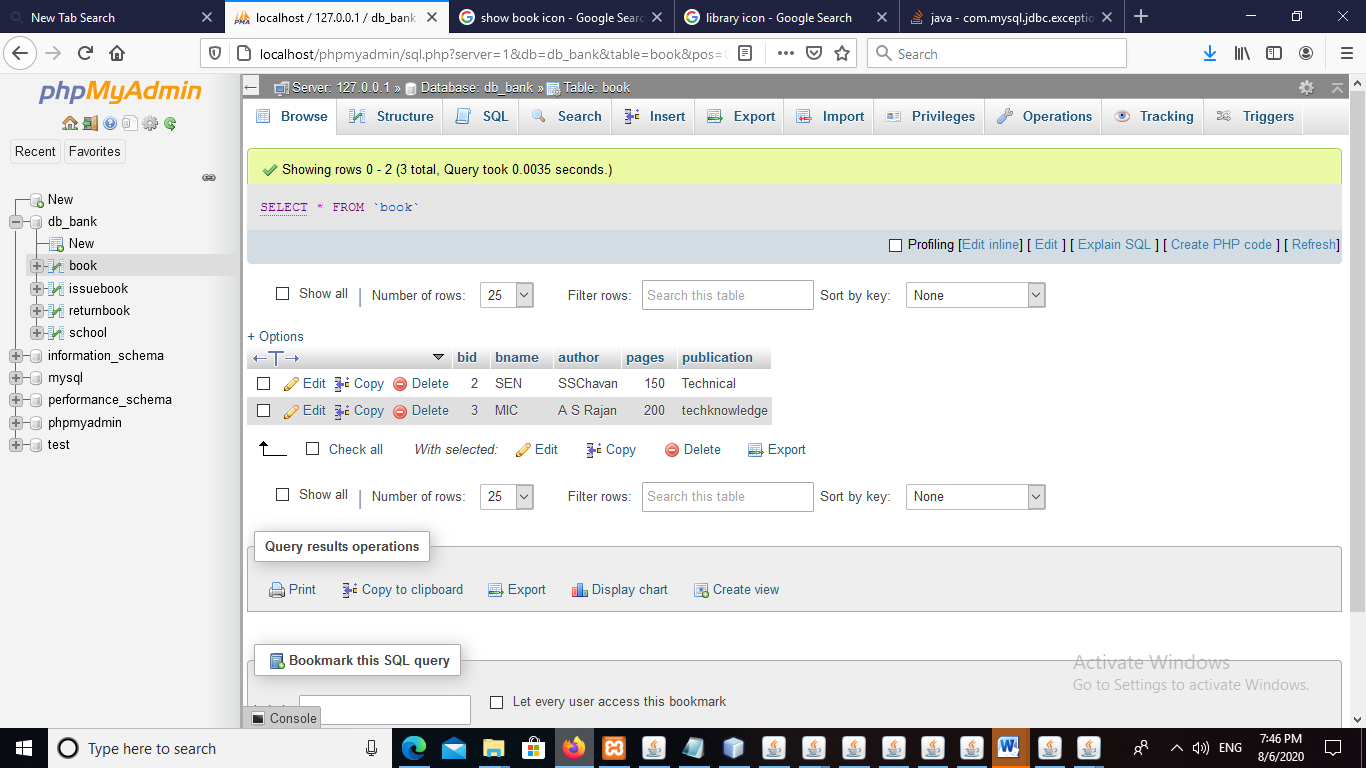 New Tab Search
localhost / 127.0.0.1 / db_bank
show book icon - Google Searc
library icon - Google Search
java - com.mysql.jdbc.exceptio
localhost/phpmyadmin/sql.php?server=1&db=db_bank&table=book&pos=
Search
phpMyAdmin
Recent Favorites
New
db_bank
New
book
issuebook
returnbook
school
information_schema
mysql
performance_schema
phpmyadmin
test
Server: 127.0.0.1 » Database: db_bank » Table: book
Browse Structure SQL Search Insert Export Import Privileges Operations Tracking Triggers
Showing rows 0 - 2 (3 total, Query took 0.0035 seconds.)
SELECT * FROM `book`
Profiling [Edit inline] [ Edit ] [ Explain SQL ] [ Create PHP code ] [ Refresh]
Show all | Number of rows: 25 Filter rows: Search this table Sort by key: None
+ Options
←T→ bid bname author pages publication
Edit Copy Delete 2 SEN SSChavan 150 Technical
Edit Copy Delete 3 MIC A S Rajan 200 techknowledge
Check all With selected: Edit Copy Delete Export
Show all | Number of rows: 25 Filter rows: Search this table Sort by key: None
Query results operations
Print Copy to clipboard Export Display chart Create view
Bookmark this SQL query
Let every user access this bookmark
Console
Activate Windows
Go to Settings to activate Windows.
Type here to search
ENG
7:46 PM
8/6/2020